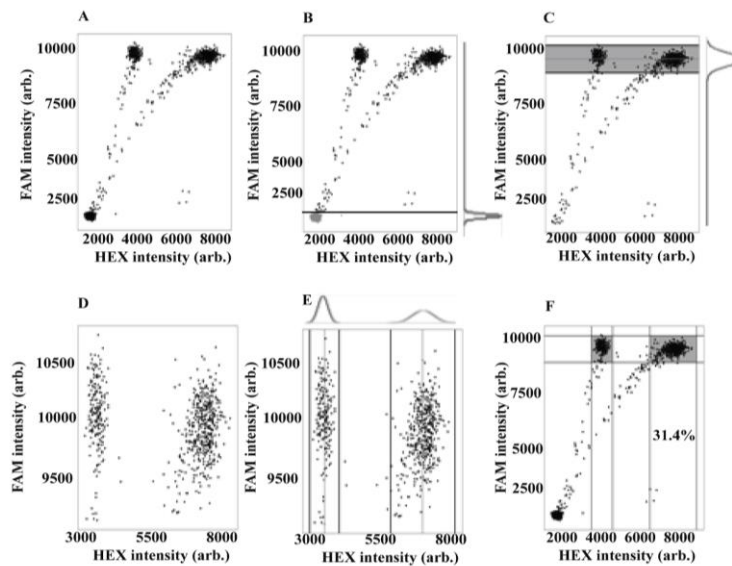 A
10000
7500
5000
2500
FAM intensity (arb.)
2000 4000 6000 8000
HEX intensity (arb.)
B
10000
7500
5000
2500
FAM intensity (arb.)
2000 4000 6000 8000
HEX intensity (arb.)
C
10000
7500
5000
2500
FAM intensity (arb.)
2000 4000 6000 8000
HEX intensity (arb.)
D
10500
10000
9500
FAM intensity (arb.)
3000 5500 8000
HEX intensity (arb.)
E
10500
10000
9500
FAM intensity (arb.)
3000 5500 8000
HEX intensity (arb.)
F
10000
7500
5000
2500
31.4%
FAM intensity (arb.)
2000 4000 6000 8000
HEX intensity (arb.)